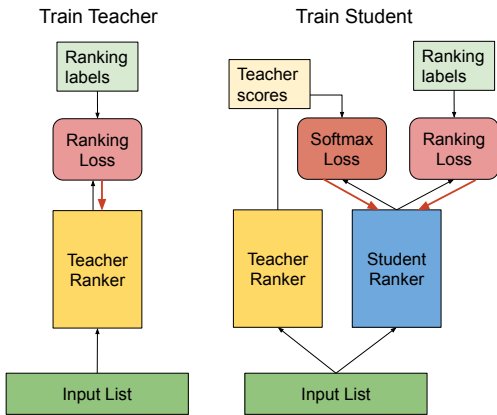 Train Teacher
Ranking
labels
Ranking
Loss
Teacher
Ranker
Input List
Train Student
Teacher
scores
Ranking
labels
Softmax
Loss
Ranking
Loss
Teacher
Ranker
Student
Ranker
Input List